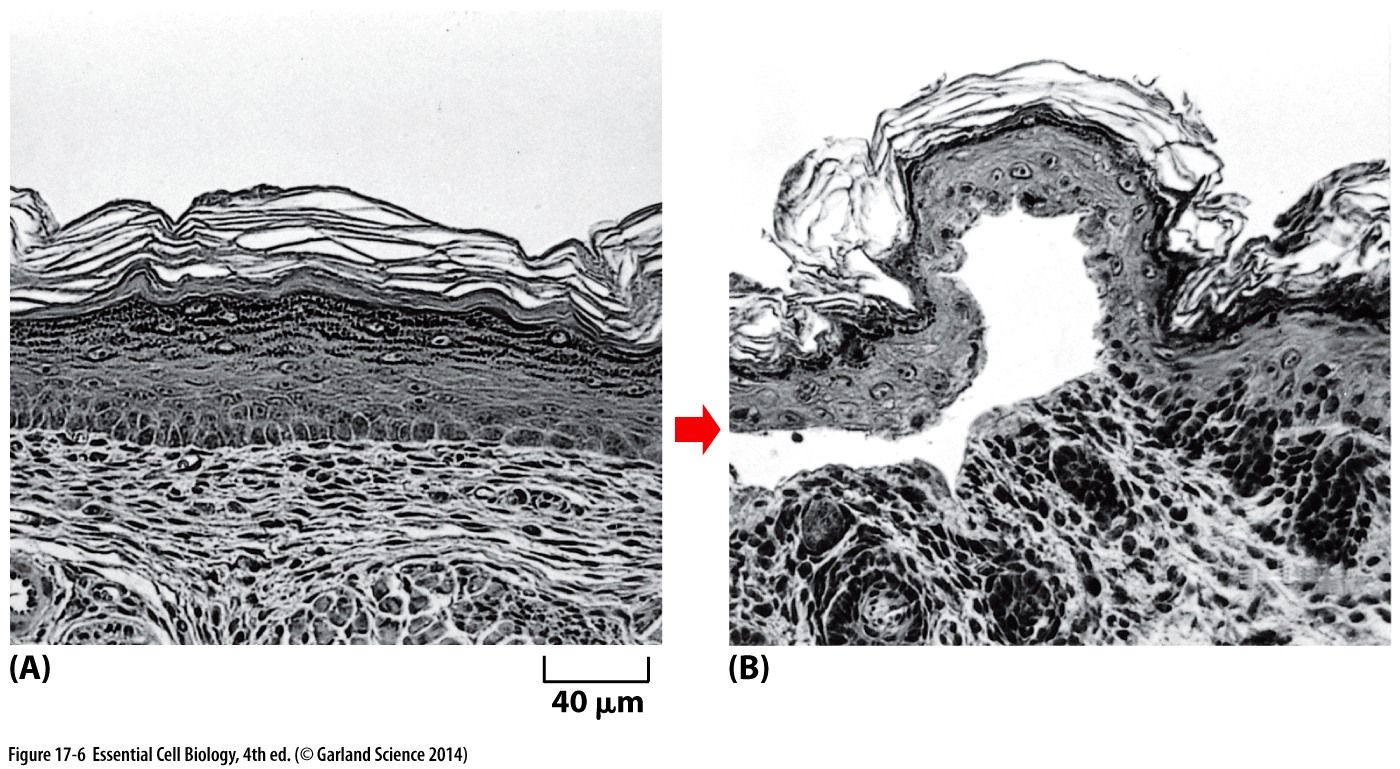 (A)
40 μm
(B)
Figure 17-6 Essential Cell Biology, 4th ed. (© Garland Science 2014)